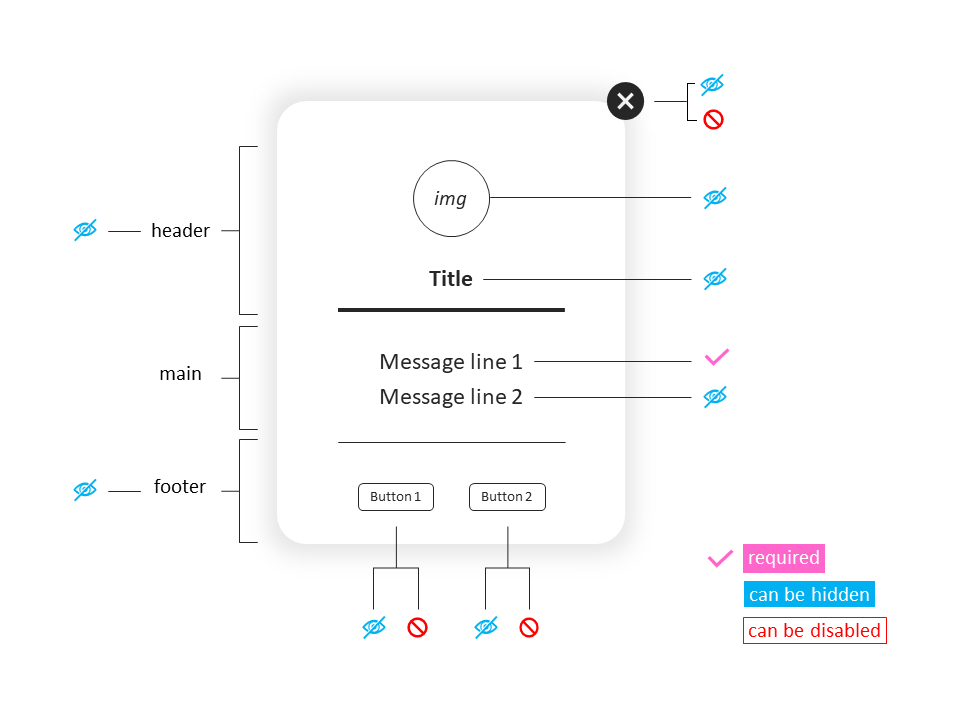 img
header
Title
Message line 1
main
Message line 2
footer
Button 1
Button 2
required
can be hidden
can be disabled